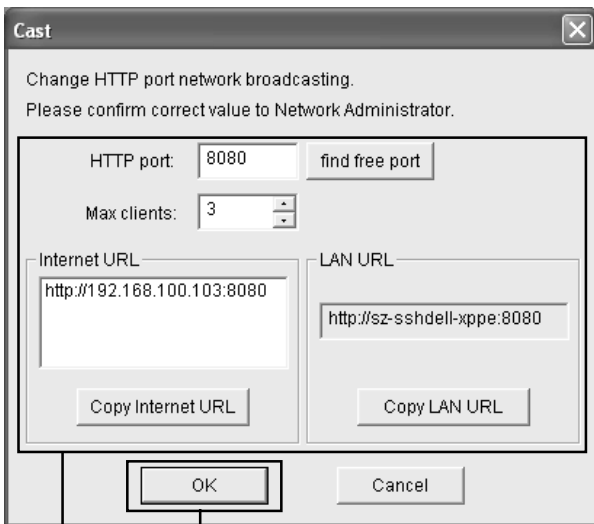 Cast
Change HTTP port network broadcasting.
Please confirm correct value to Network Administrator.
HTTP port: 8080 find free port
Max clients: 3
Internet URL
http://192.168.100.103:8080
Copy Internet URL
LAN URL
http://sz-sshdell-xppe:8080
Copy LAN URL
OK Cancel